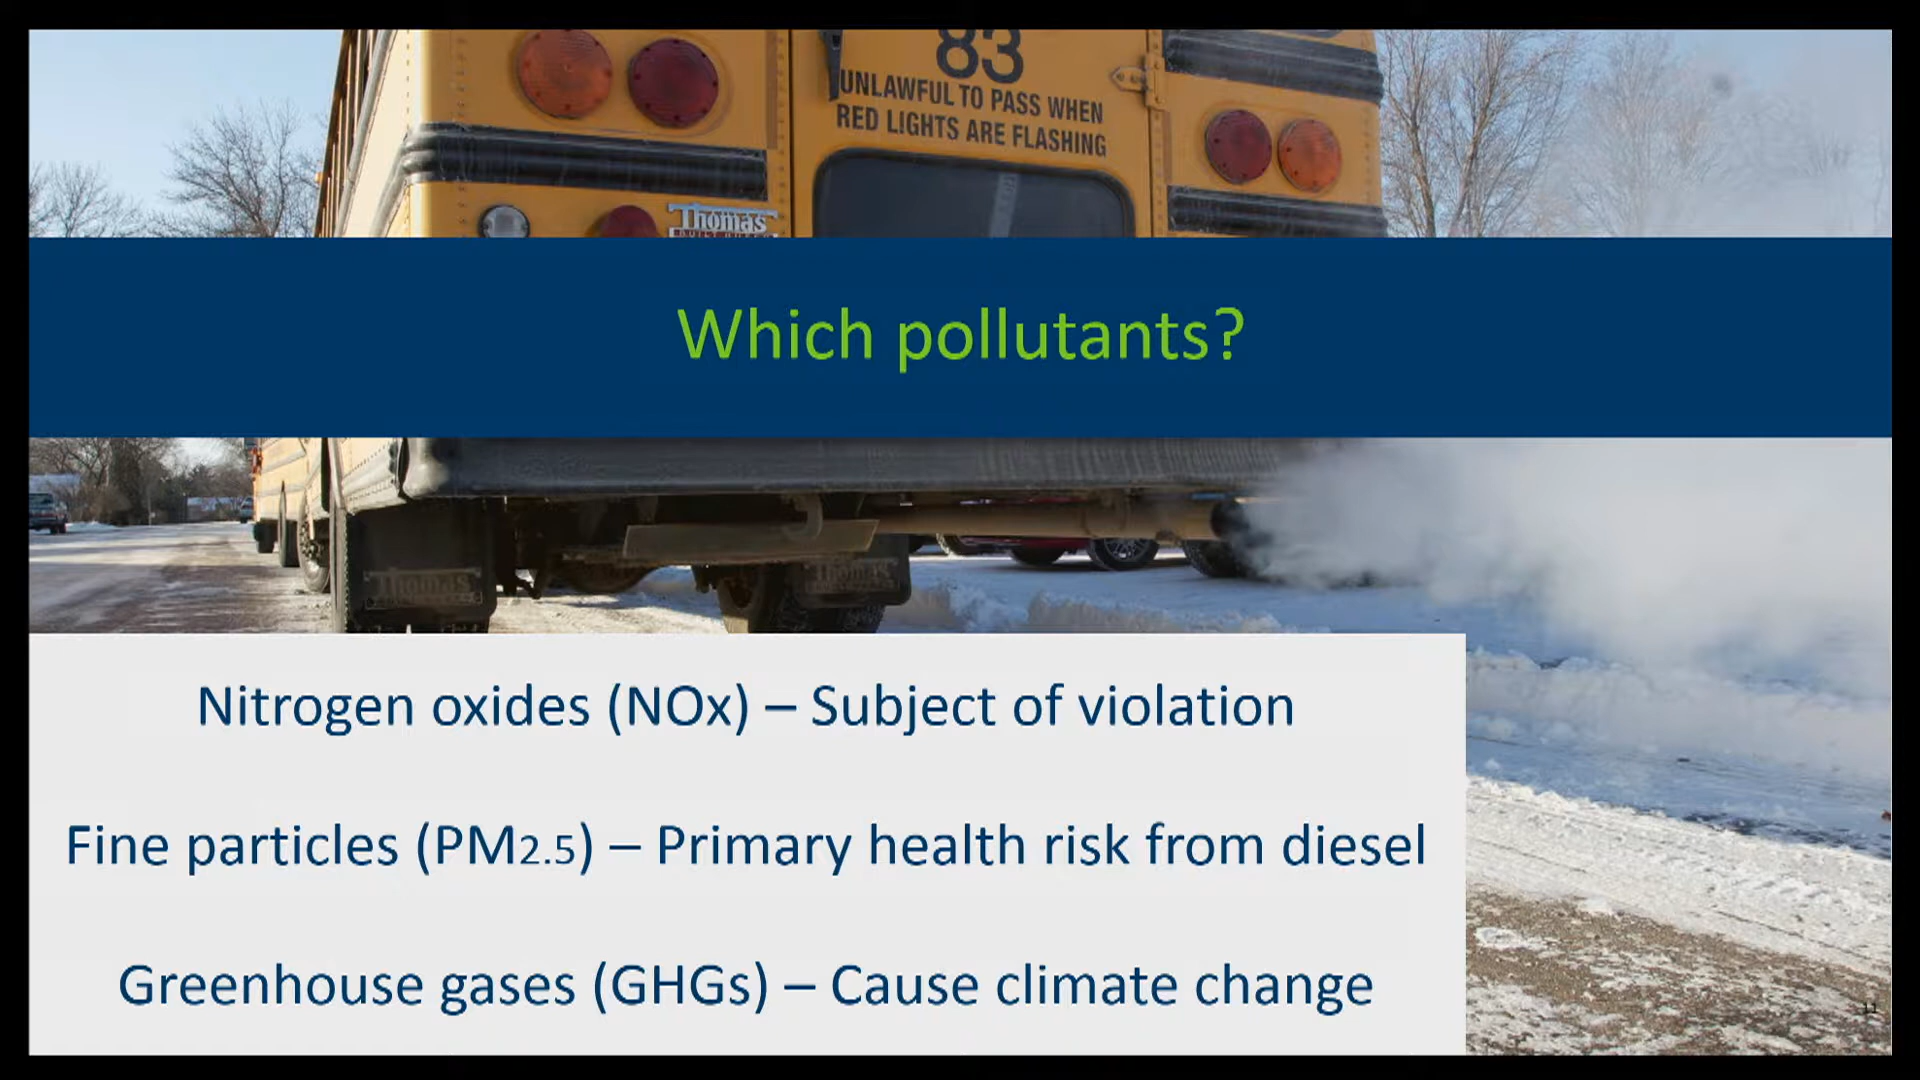 83
UNLAWFUL TO PASS WHEN
RED LIGHTS ARE FLASHING
Thomas
Which pollutants?
Thomas
Thomas
Nitrogen oxides (NOx) – Subject of violation
Fine particles (PM2.5) – Primary health risk from diesel
Greenhouse gases (GHGs) – Cause climate change
11